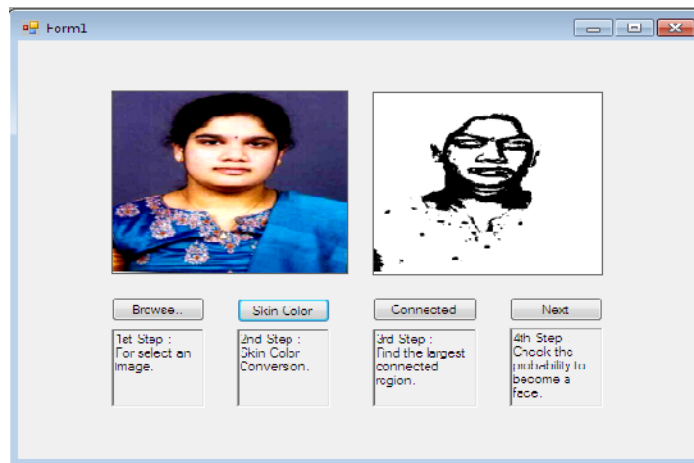 Form1
Browse..
Skin Color
Connected
Next
1st Step :
For select an
image.
2nd Step :
Skin Color
Conversion.
3rd Step :
Find the largest
connected
region.
4th Step
Check the
probability to
become a
face.